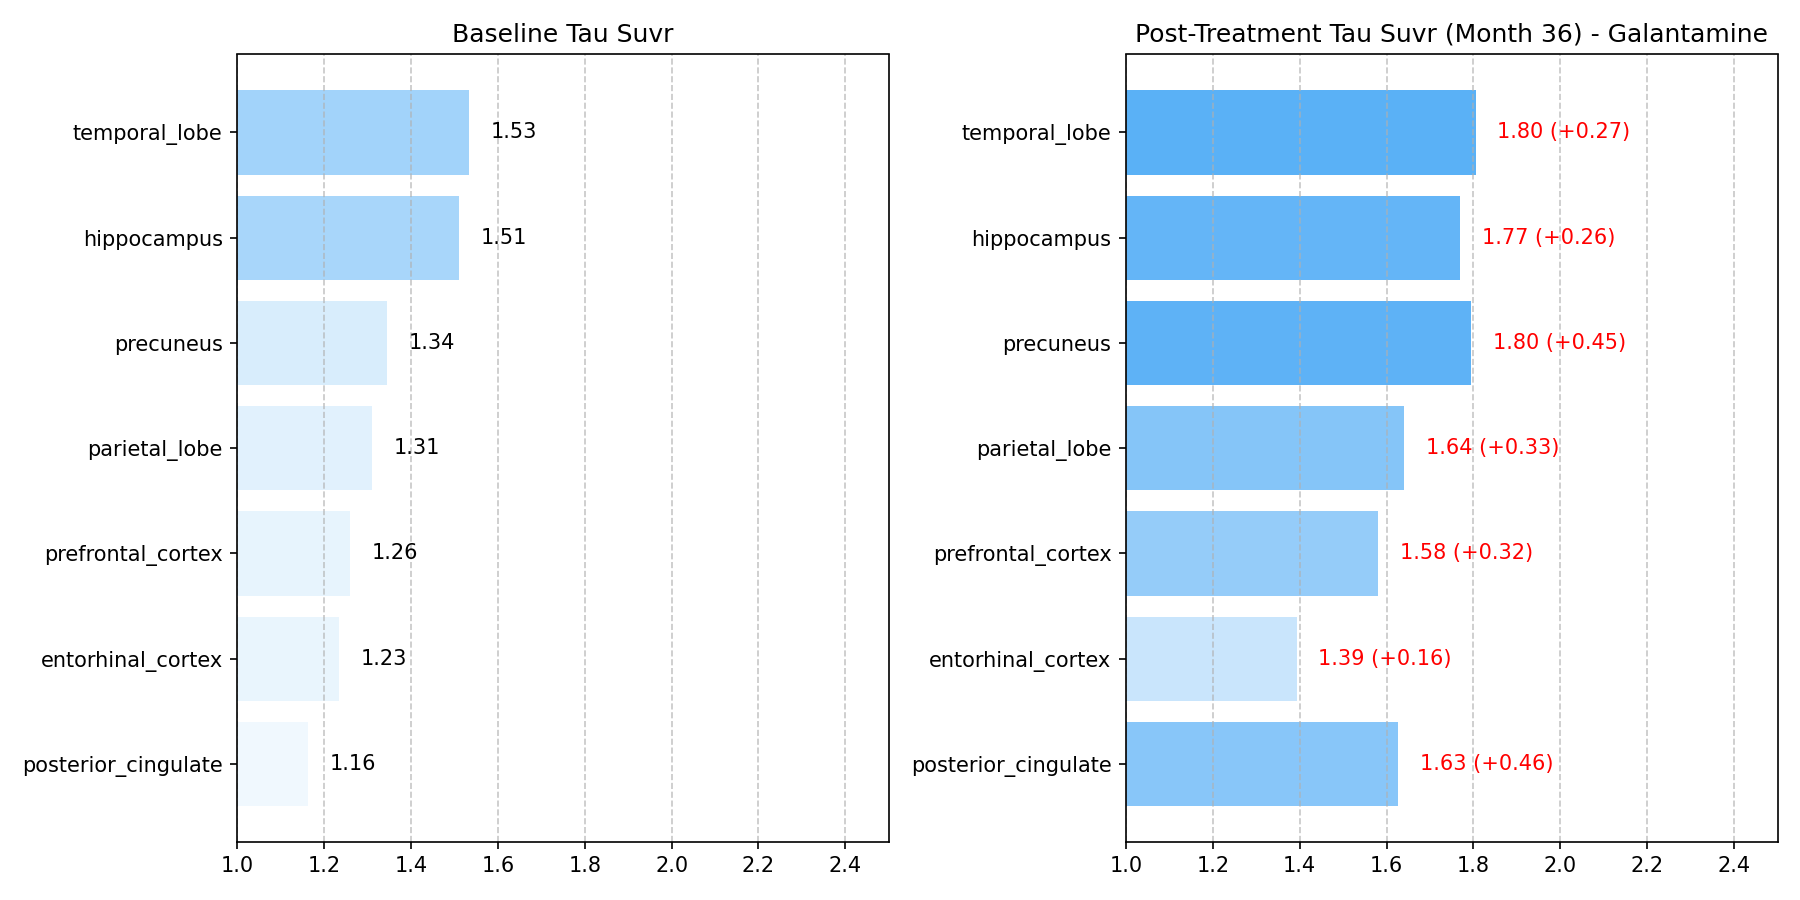 Baseline Tau Suvr
temporal_lobe 1.53
hippocampus 1.51
precuneus 1.34
parietal_lobe 1.31
prefrontal_cortex 1.26
entorhinal_cortex 1.23
posterior_cingulate 1.16
1.0 1.2 1.4 1.6 1.8 2.0 2.2 2.4
Post-Treatment Tau Suvr (Month 36) - Galantamine
temporal_lobe 1.80 (+0.27)
hippocampus 1.77 (+0.26)
precuneus 1.80 (+0.45)
parietal_lobe 1.64 (+0.33)
prefrontal_cortex 1.58 (+0.32)
entorhinal_cortex 1.39 (+0.16)
posterior_cingulate 1.63 (+0.46)
1.0 1.2 1.4 1.6 1.8 2.0 2.2 2.4